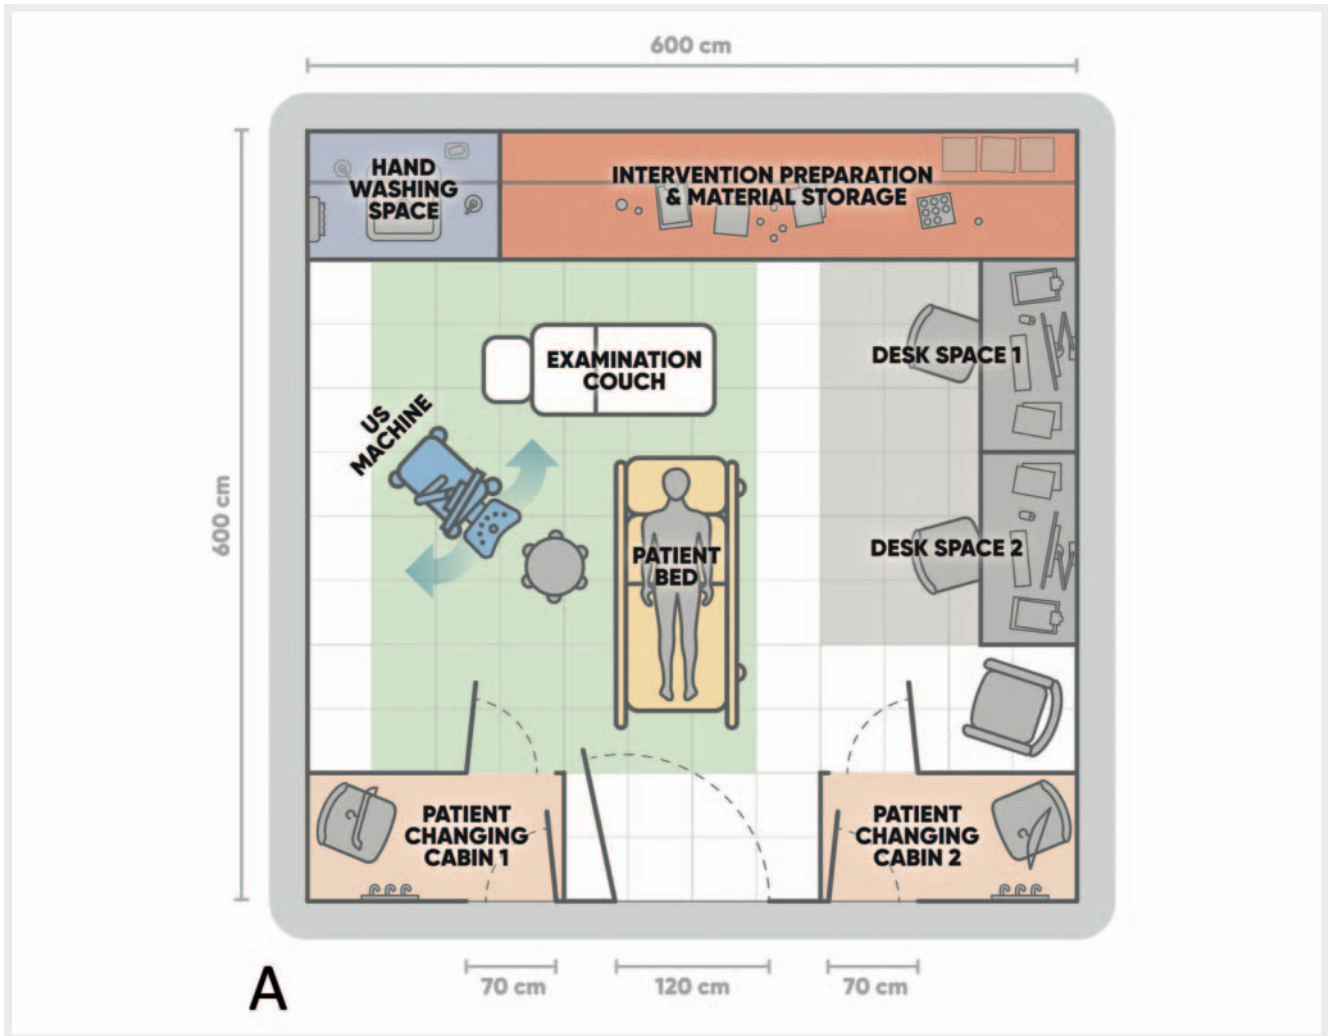 600 cm
HAND
WASHING
SPACE
INTERVENTION PREPARATION
& MATERIAL STORAGE
EXAMINATION
COUCH
DESK SPACE 1
US
MACHINE
600 cm
PATIENT
BED
DESK SPACE 2
PATIENT
CHANGING
CABIN 1
PATIENT
CHANGING
CABIN 2
A
70 cm
120 cm
70 cm